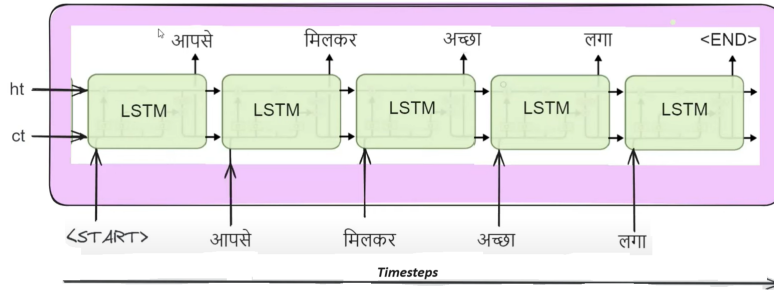 आपसे मिलकर अच्छा लगा <END>
ht
LSTM LSTM LSTM LSTM LSTM
ct
<START> आपसे मिलकर अच्छा लगा
Timesteps